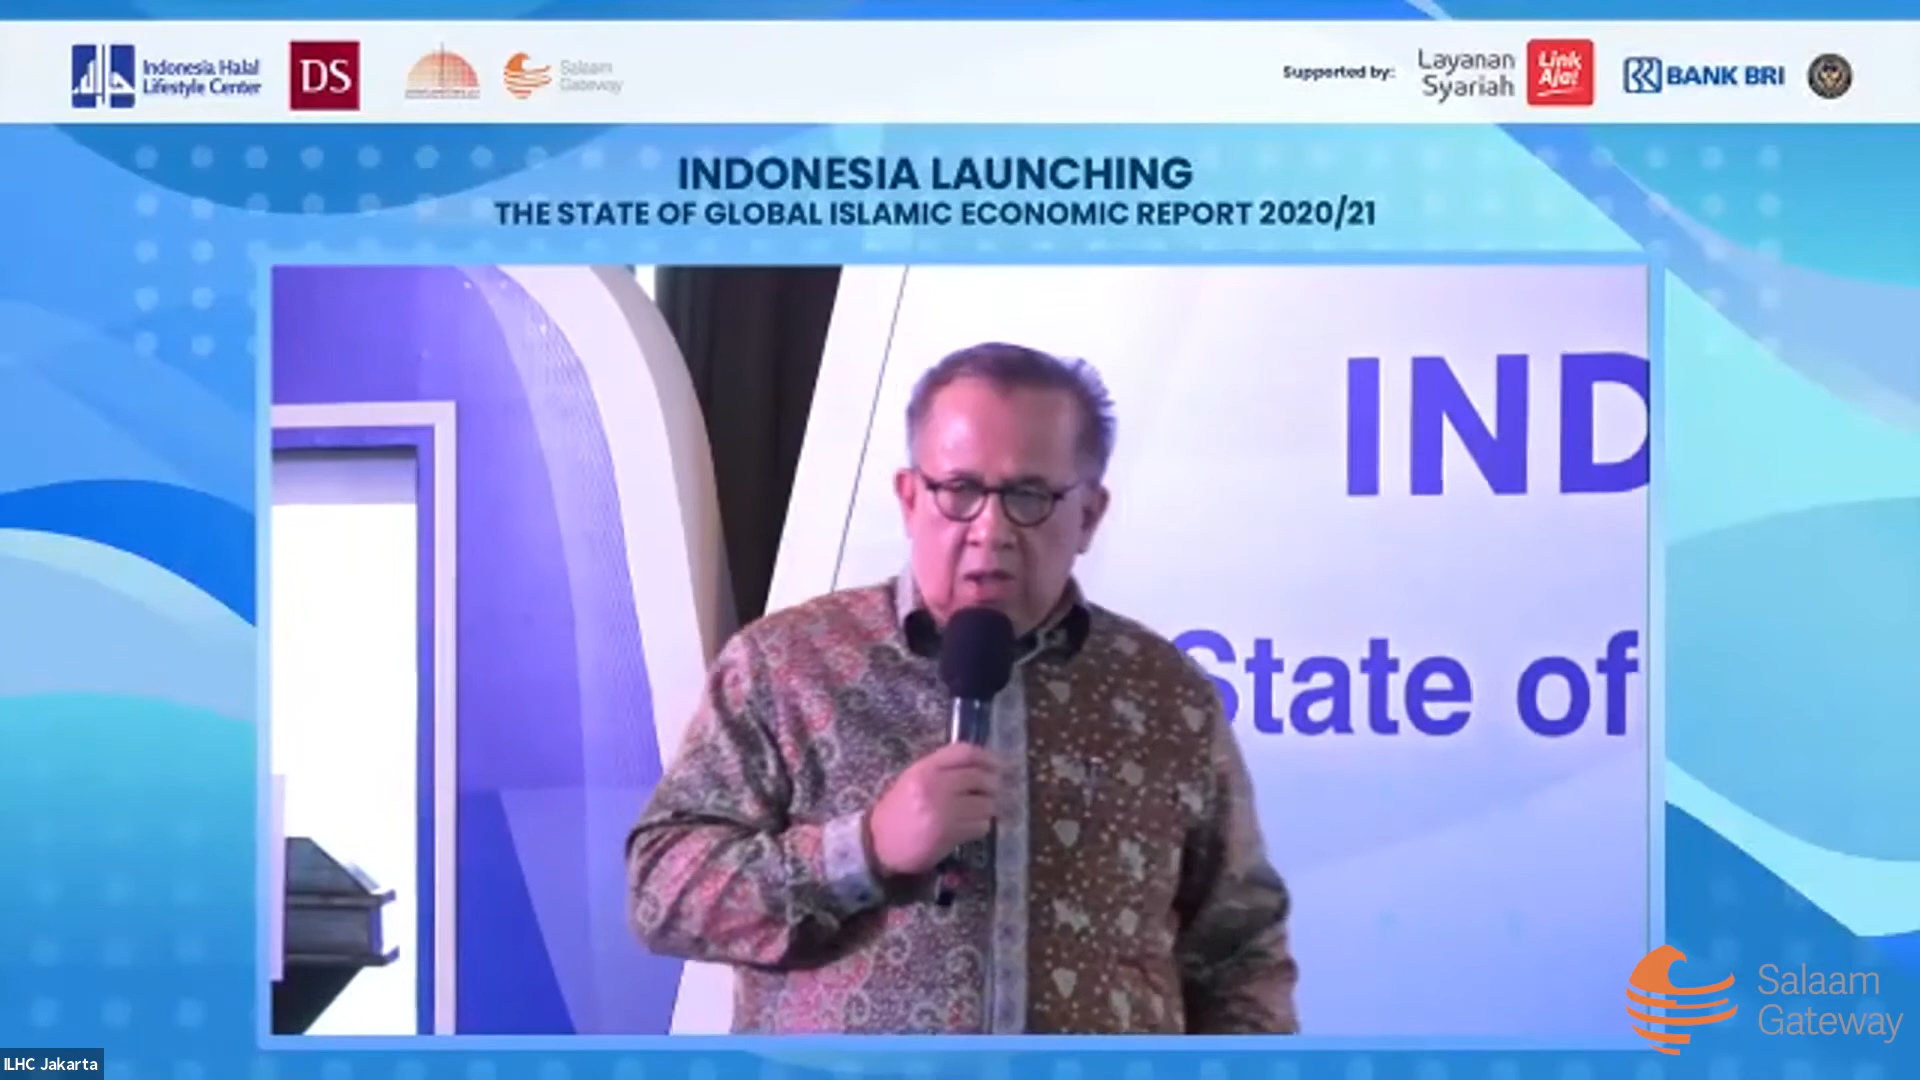 Indonesia Halal
Lifestyle Center
DS
Salaam
Gateway
Supported by:
Layanan
Syariah
Link
Aja!
BANK BRI
INDONESIA LAUNCHING
THE STATE OF GLOBAL ISLAMIC ECONOMIC REPORT 2020/21
IND
State of
Salaam
Gateway
ILHC Jakarta